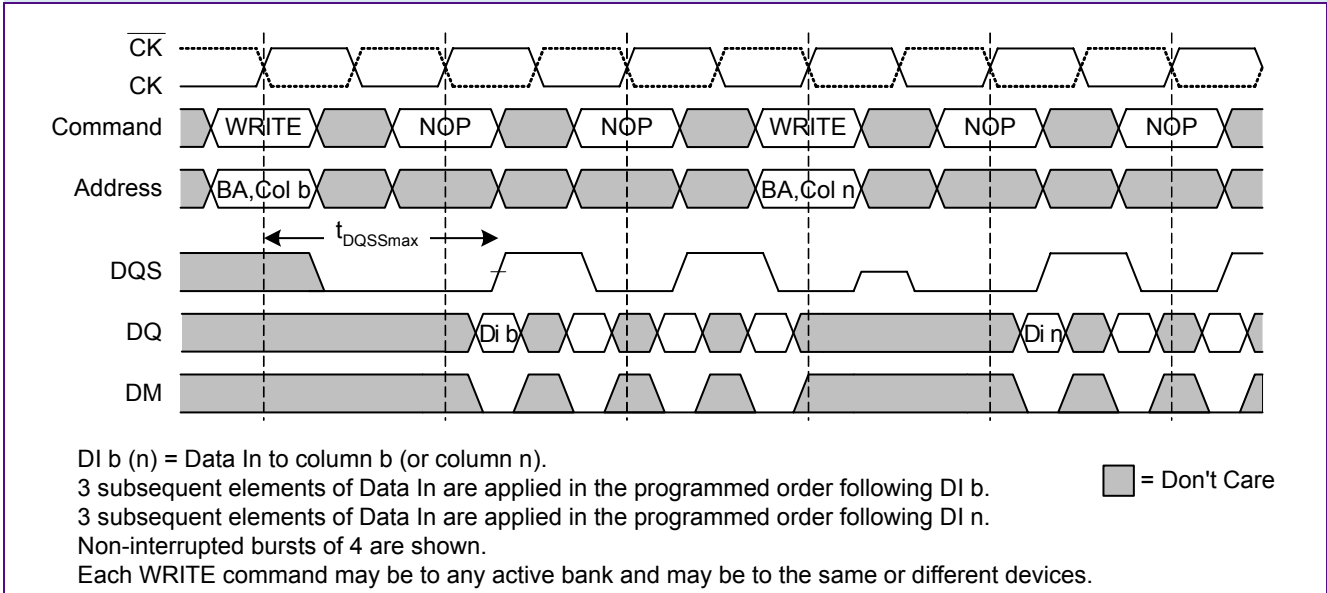 CK
CK
Command WRITE NOP NOP WRITE NOP NOP
Address BA,Col b BA,Col n
tDQSSmax
DQS
DQ Di b Di n
DM
DI b (n) = Data In to column b (or column n).
3 subsequent elements of Data In are applied in the programmed order following DI b.
= Don't Care
3 subsequent elements of Data In are applied in the programmed order following DI n.
Non-interrupted bursts of 4 are shown.
Each WRITE command may be to any active bank and may be to the same or different devices.